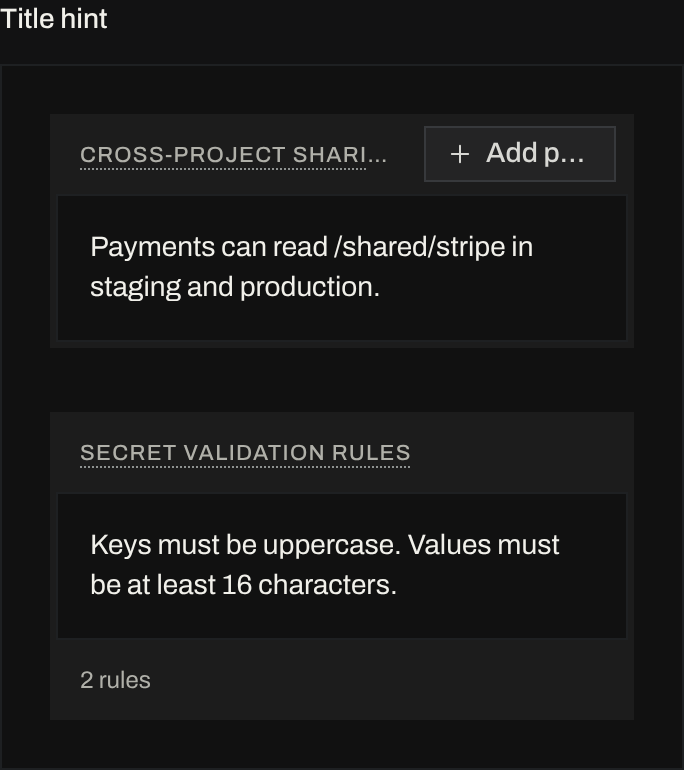 Title hint
CROSS-PROJECT SHARI...
+ Add p...
Payments can read /shared/stripe in
staging and production.
SECRET VALIDATION RULES
Keys must be uppercase. Values must
be at least 16 characters.
2 rules